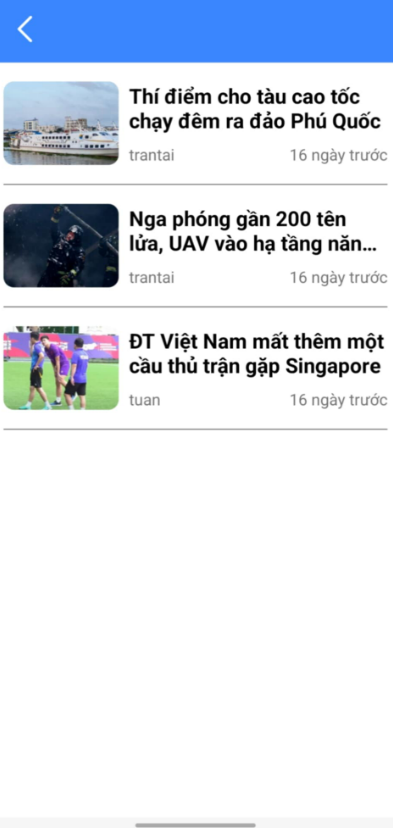 Thí điểm cho tàu cao tốc
chạy đêm ra đảo Phú Quốc
trantai 16 ngày trước
Nga phóng gần 200 tên
lửa, UAV vào hạ tầng năn...
trantai 16 ngày trước
ĐT Việt Nam mất thêm một
cầu thủ trận gặp Singapore
tuan 16 ngày trước